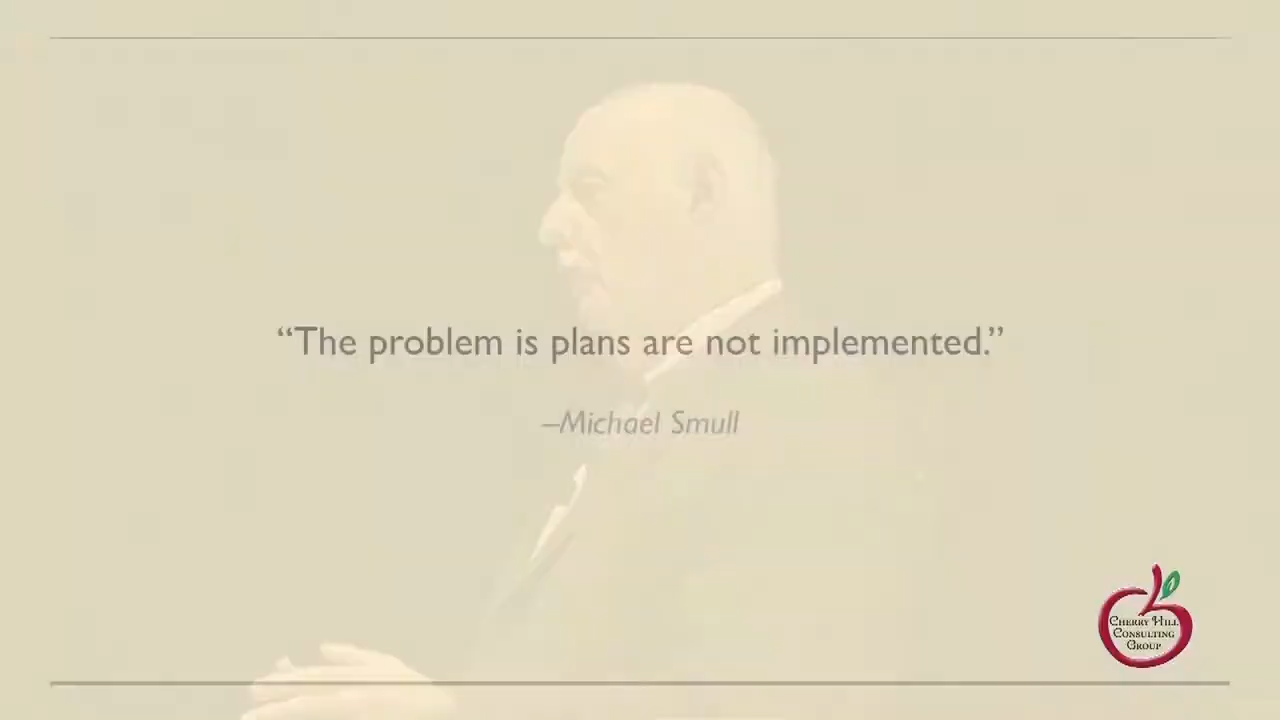 “The problem is plans are not implemented.”
–Michael Smull
Cherry Hill
Consulting
Group